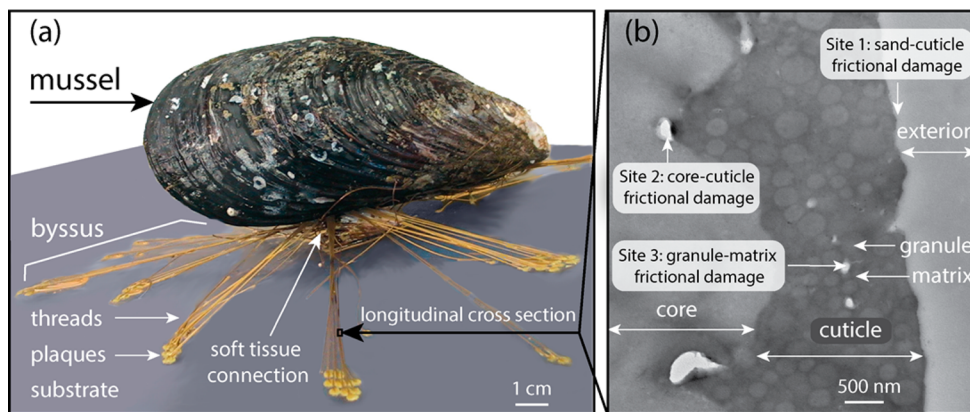 (a)
mussel
byssus
threads
plaques
substrate
soft tissue
connection
longitudinal cross section
1 cm
(b)
Site 1: sand-cuticle
frictional damage
exterior
Site 2: core-cuticle
frictional damage
granule
Site 3: granule-matrix
frictional damage
matrix
core
cuticle
500 nm